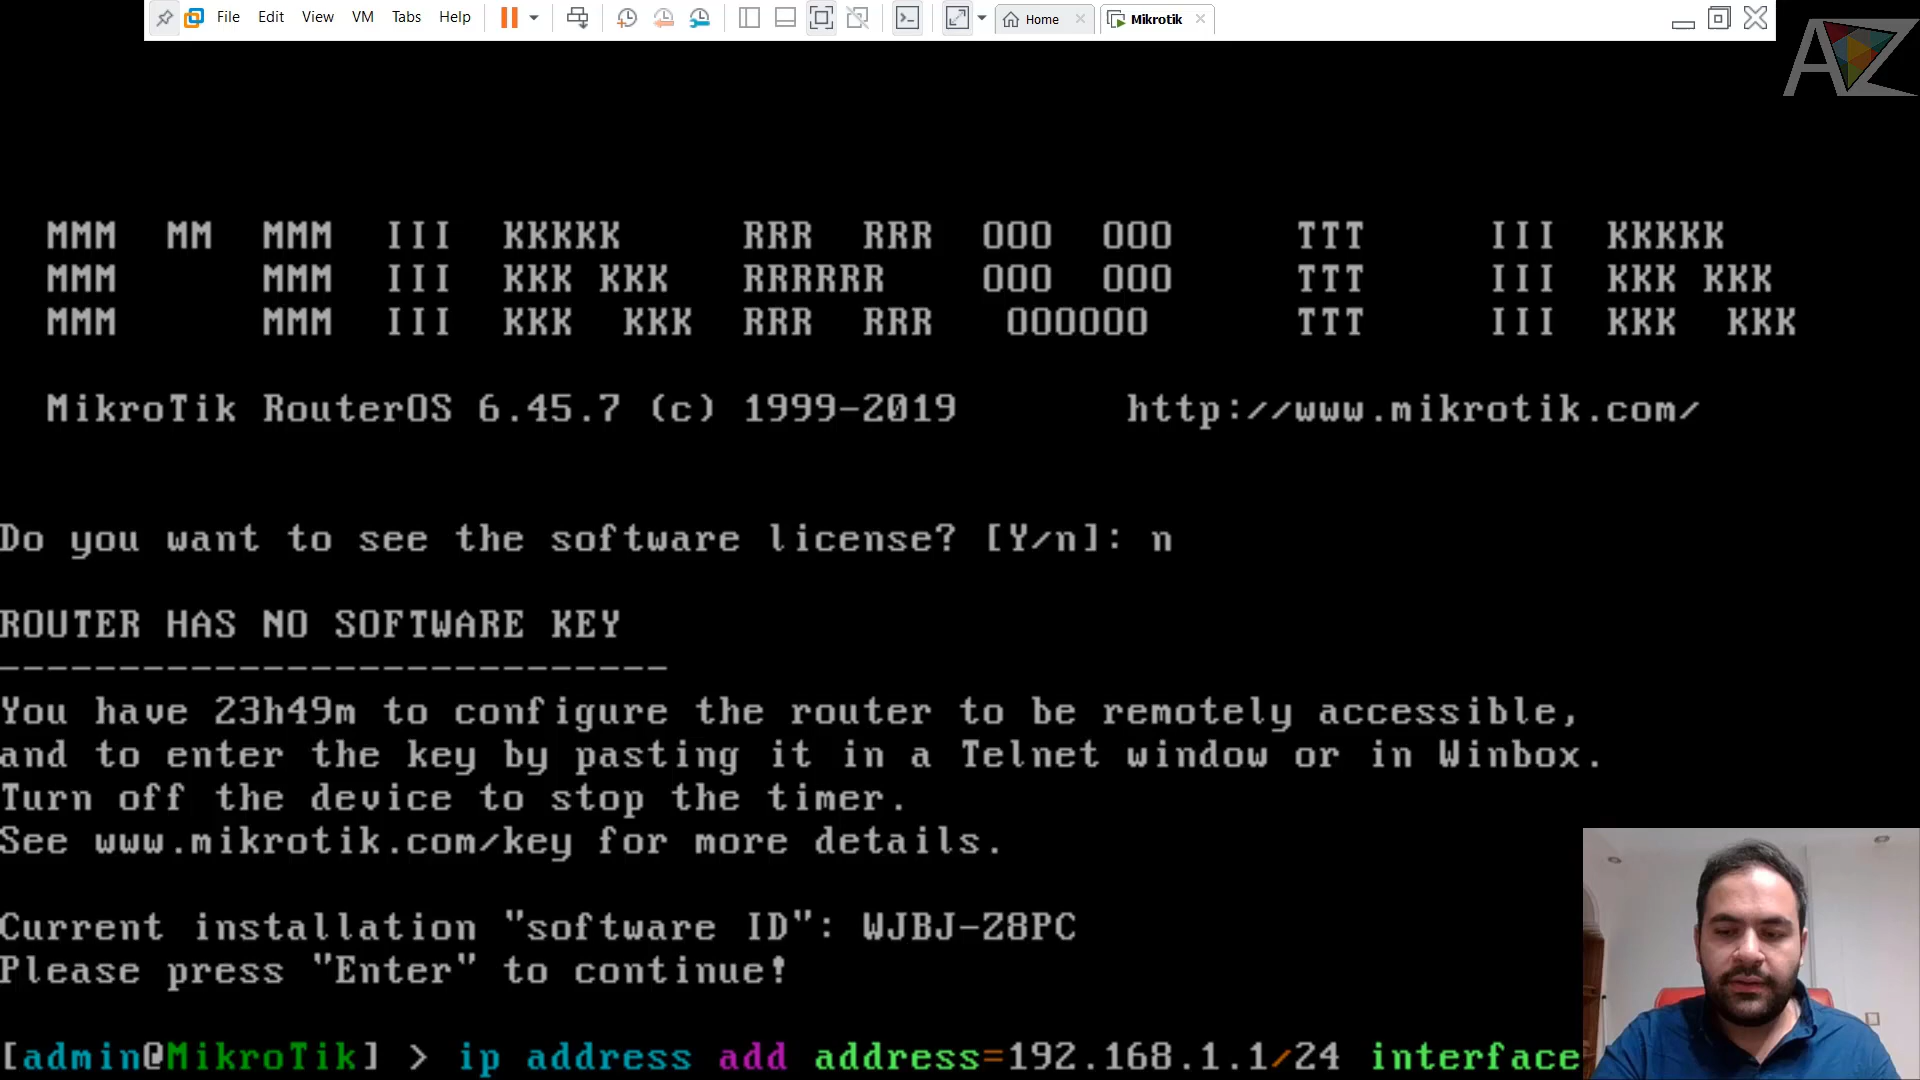 File Edit View VM Tabs Help Home Mikrotik
AZ
MMM MM MMM III KKKKK RRR RRR OOO OOO TTT III KKKKK
MMM MMM III KKK KKK RRRRRR OOO OOO TTT III KKK KKK
MMM MMM III KKK KKK RRR RRR OOOOOO TTT III KKK KKK
MikroTik RouterOS 6.45.7 (c) 1999-2019 http://www.mikrotik.com/
Do you want to see the software license? [Y/n]: n
ROUTER HAS NO SOFTWARE KEY
----------------------------
You have 23h49m to configure the router to be remotely accessible,
and to enter the key by pasting it in a Telnet window or in Winbox.
Turn off the device to stop the timer.
See www.mikrotik.com/key for more details.
Current installation "software ID": WJBJ-Z8PC
Please press "Enter" to continue!
[admin@MikroTik] > ip address add address=192.168.1.1/24 interface